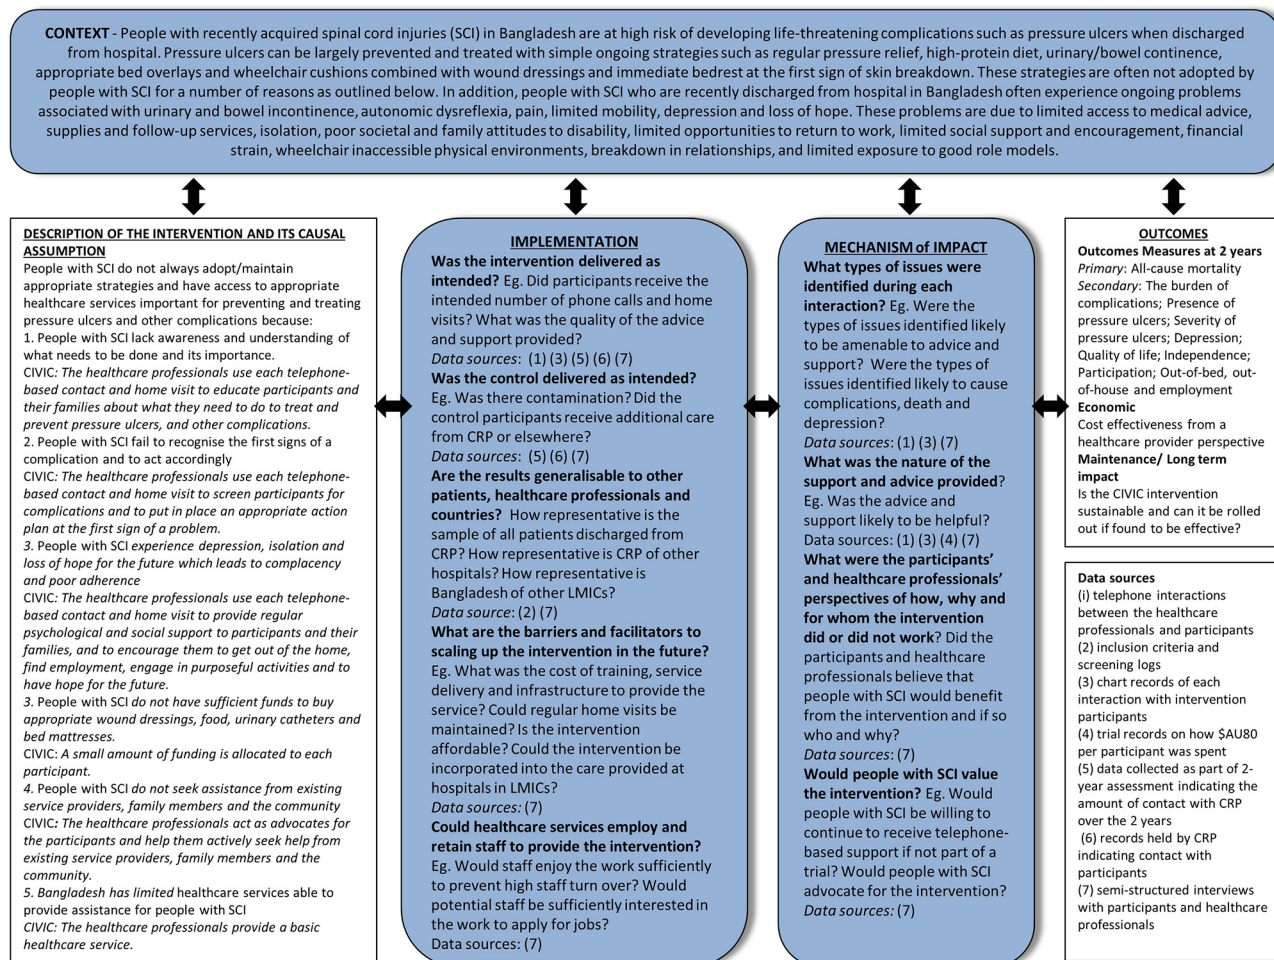 CONTEXT - People with recently acquired spinal cord injuries (SCI) in Bangladesh are at high risk of developing life-threatening complications such as pressure ulcers when discharged
from hospital. Pressure ulcers can be largely prevented and treated with simple ongoing strategies such as regular pressure relief, high-protein diet, urinary/bowel continence,
appropriate bed overlays and wheelchair cushions combined with wound dressings and immediate bedrest at the first sign of skin breakdown. These strategies are often not adopted by
people with SCI for a number of reasons as outlined below. In addition, people with SCI who are recently discharged from hospital in Bangladesh often experience ongoing problems
associated with urinary and bowel incontinence, autonomic dysreflexia, pain, limited mobility, depression and loss of hope. These problems are due to limited access to medical advice,
supplies and follow-up services, isolation, poor societal and family attitudes to disability, limited opportunities to return to work, limited social support and encouragement, financial
strain, wheelchair inaccessible physical environments, breakdown in relationships, and limited exposure to good role models.
DESCRIPTION OF THE INTERVENTION AND ITS CAUSAL
ASSUMPTION
People with SCI do not always adopt/maintain
appropriate strategies and have access to appropriate
healthcare services important for preventing and treating
pressure ulcers and other complications because:
1. People with SCI lack awareness and understanding of
what needs to be done and its importance.
CIVIC: The healthcare professionals use each telephone-
based contact and home visit to educate participants and
their families about what they need to do to treat and
prevent pressure ulcers, and other complications.
2. People with SCI fail to recognise the first signs of a
complication and to act accordingly
CIVIC: The healthcare professionals use each telephone-
based contact and home visit to screen participants for
complications and to put in place an appropriate action
plan at the first sign of a problem.
3. People with SCI experience depression, isolation and
loss of hope for the future which leads to complacency
and poor adherence
CIVIC: The healthcare professionals use each telephone-
based contact and home visit to provide regular
psychological and social support to participants and their
families, and to encourage them to get out of the home,
find employment, engage in purposeful activities and to
have hope for the future.
3. People with SCI do not have sufficient funds to buy
appropriate wound dressings, food, urinary catheters and
bed mattresses.
CIVIC: A small amount of funding is allocated to each
participant.
4. People with SCI do not seek assistance from existing
service providers, family members and the community
CIVIC: The healthcare professionals act as advocates for
the participants and help them actively seek help from
existing service providers, family members and the
community.
5. Bangladesh has limited healthcare services able to
provide assistance for people with SCI
CIVIC: The healthcare professionals provide a basic
healthcare service.
IMPLEMENTATION
Was the intervention delivered as
intended? Eg. Did participants receive the
intended number of phone calls and home
visits? What was the quality of the advice
and support provided?
Data sources: (1) (3) (5) (6) (7)
Was the control delivered as intended?
Eg. Was there contamination? Did the
control participants receive additional care
from CRP or elsewhere?
Data sources: (5) (6) (7)
Are the results generalisable to other
patients, healthcare professionals and
countries? How representative is the
sample of all patients discharged from
CRP? How representative is CRP of other
hospitals? How representative is
Bangladesh of other LMICs?
Data source: (2) (7)
What are the barriers and facilitators to
scaling up the intervention in the future?
Eg. What was the cost of training, service
delivery and infrastructure to provide the
service? Could regular home visits be
maintained? Is the intervention
affordable? Could the intervention be
incorporated into the care provided at
hospitals in LMICs?
Data sources: (7)
Could healthcare services employ and
retain staff to provide the intervention?
Eg. Would staff enjoy the work sufficiently
to prevent high staff turn over? Would
potential staff be sufficiently interested in
the work to apply for jobs?
Data sources: (7)
MECHANISM of IMPACT
What types of issues were
identified during each
interaction? Eg. Were the
types of issues identified likely
to be amenable to advice and
support? Were the types of
issues identified likely to cause
complications, death and
depression?
Data sources: (1) (3) (7)
What was the nature of the
support and advice provided?
Eg. Was the advice and
support likely to be helpful?
Data sources: (1) (3) (4) (7)
What were the participants'
and healthcare professionals'
perspectives of how, why and
for whom the intervention
did or did not work? Did the
participants and healthcare
professionals believe that
people with SCI would benefit
from the intervention and if so
who and why?
Data sources: (7)
Would people with SCI value
the intervention? Eg. Would
people with SCI be willing to
continue to receive telephone-
based support if not part of a
trial? Would people with SCI
advocate for the intervention?
Data sources: (7)
OUTCOMES
Outcomes Measures at 2 years
Primary: All-cause mortality
Secondary: The burden of
complications; Presence of
pressure ulcers; Severity of
pressure ulcers; Depression;
Quality of life; Independence;
Participation; Out-of-bed, out-
of-house and employment
Economic
Cost effectiveness from a
healthcare provider perspective
Maintenance/ Long term
impact
Is the CIVIC intervention
sustainable and can it be rolled
out if found to be effective?
Data sources
(i) telephone interactions
between the healthcare
professionals and participants
(2) inclusion criteria and
screening logs
(3) chart records of each
interaction with intervention
participants
(4) trial records on how $AU80
per participant was spent
(5) data collected as part of 2-
year assessment indicating the
amount of contact with CRP
over the 2 years
(6) records held by CRP
indicating contact with
participants
(7) semi-structured interviews
with participants and healthcare
professionals